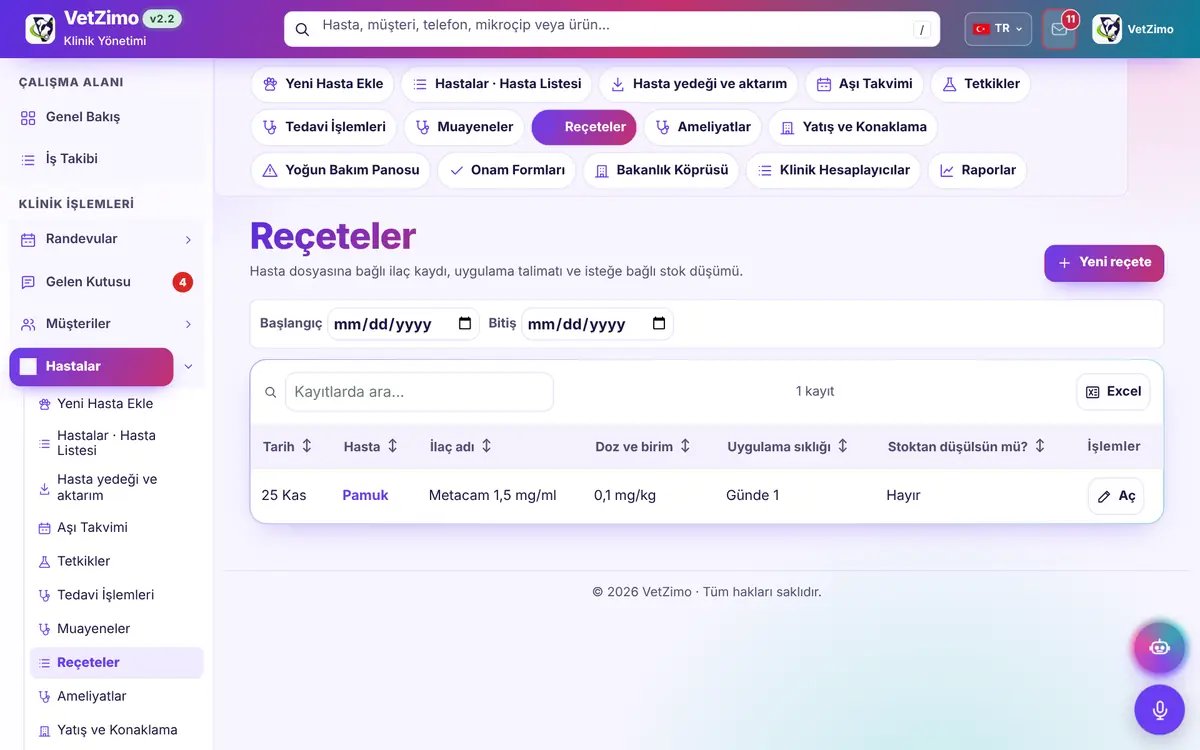 VetZimo v2.2
Klinik Yönetimi
Hasta, müşteri, telefon, mikroçip veya ürün...
/
TR
11
VetZimo
ÇALIŞMA ALANI
Genel Bakış
İş Takibi
KLİNİK İŞLEMLERİ
Randevular
Gelen Kutusu
4
Müşteriler
Hastalar
Yeni Hasta Ekle
Hastalar · Hasta
Listesi
Hasta yedeği ve
aktarım
Aşı Takvimi
Tetkikler
Tedavi İşlemleri
Muayeneler
Reçeteler
Ameliyatlar
Yatış ve Konaklama
Yeni Hasta Ekle
Hastalar · Hasta Listesi
Hasta yedeği ve aktarım
Aşı Takvimi
Tetkikler
Tedavi İşlemleri
Muayeneler
Reçeteler
Ameliyatlar
Yatış ve Konaklama
Yoğun Bakım Panosu
Onam Formları
Bakanlık Köprüsü
Klinik Hesaplayıcılar
Raporlar
Reçeteler
Hasta dosyasına bağlı ilaç kaydı, uygulama talimatı ve isteğe bağlı stok düşümü.
+ Yeni reçete
Başlangıç mm/dd/yyyy Bitiş mm/dd/yyyy
Kayıtlarda ara...
1 kayıt
Excel
Tarih Hasta İlaç adı Doz ve birim Uygulama sıklığı Stoktan düşülsün mü? İşlemler
25 Kas Pamuk Metacam 1,5 mg/ml 0,1 mg/kg Günde 1 Hayır Aç
© 2026 VetZimo · Tüm hakları saklıdır.